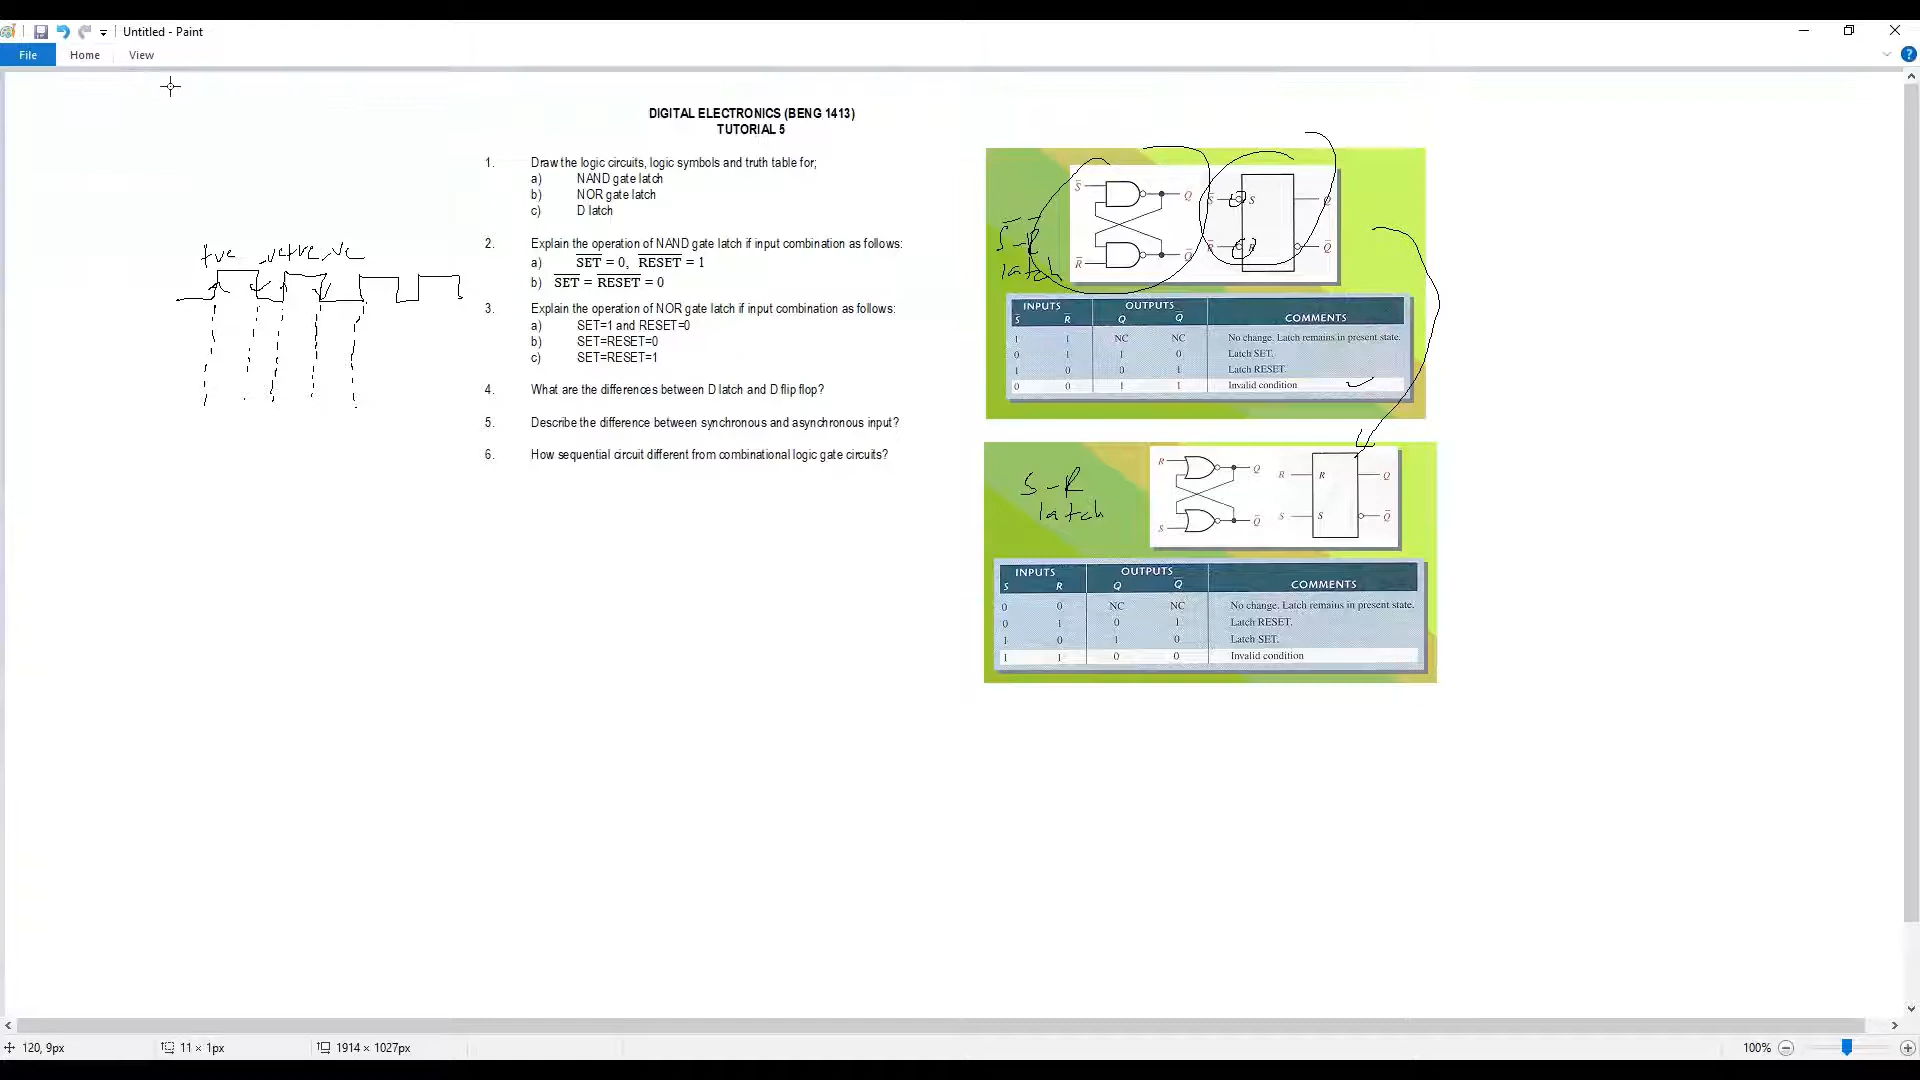 Untitled - Paint
File Home View
DIGITAL ELECTRONICS (BENG 1413)
TUTORIAL 5
1. Draw the logic circuits, logic symbols and truth table for;
a) NAND gate latch
b) NOR gate latch
c) D latch
2. Explain the operation of NAND gate latch if input combination as follows:
a) S̅E̅T̅ = 0, R̅E̅S̅E̅T̅ = 1
b) S̅E̅T̅ = R̅E̅S̅E̅T̅ = 0
3. Explain the operation of NOR gate latch if input combination as follows:
a) SET=1 and RESET=0
b) SET=RESET=0
c) SET=RESET=1
4. What are the differences between D latch and D flip flop?
5. Describe the difference between synchronous and asynchronous input?
6. How sequential circuit different from combinational logic gate circuits?
+ve -ve +ve -ve
S̅-R̅
latch
S̅ Q S̅ S Q
R̅ Q̅ R̅ R Q̅
INPUTS OUTPUTS
S̅ R̅ Q Q̅ COMMENTS
1 1 NC NC No change. Latch remains in present state.
0 1 1 0 Latch SET.
1 0 0 1 Latch RESET.
0 0 1 1 Invalid condition
S-R
latch
R Q R R Q
S Q̅ S S Q̅
INPUTS OUTPUTS
S R Q Q̅ COMMENTS
0 0 NC NC No change. Latch remains in present state.
0 1 0 1 Latch RESET.
1 0 1 0 Latch SET.
1 1 0 0 Invalid condition
120, 9px 11 × 1px 1914 × 1027px 100%